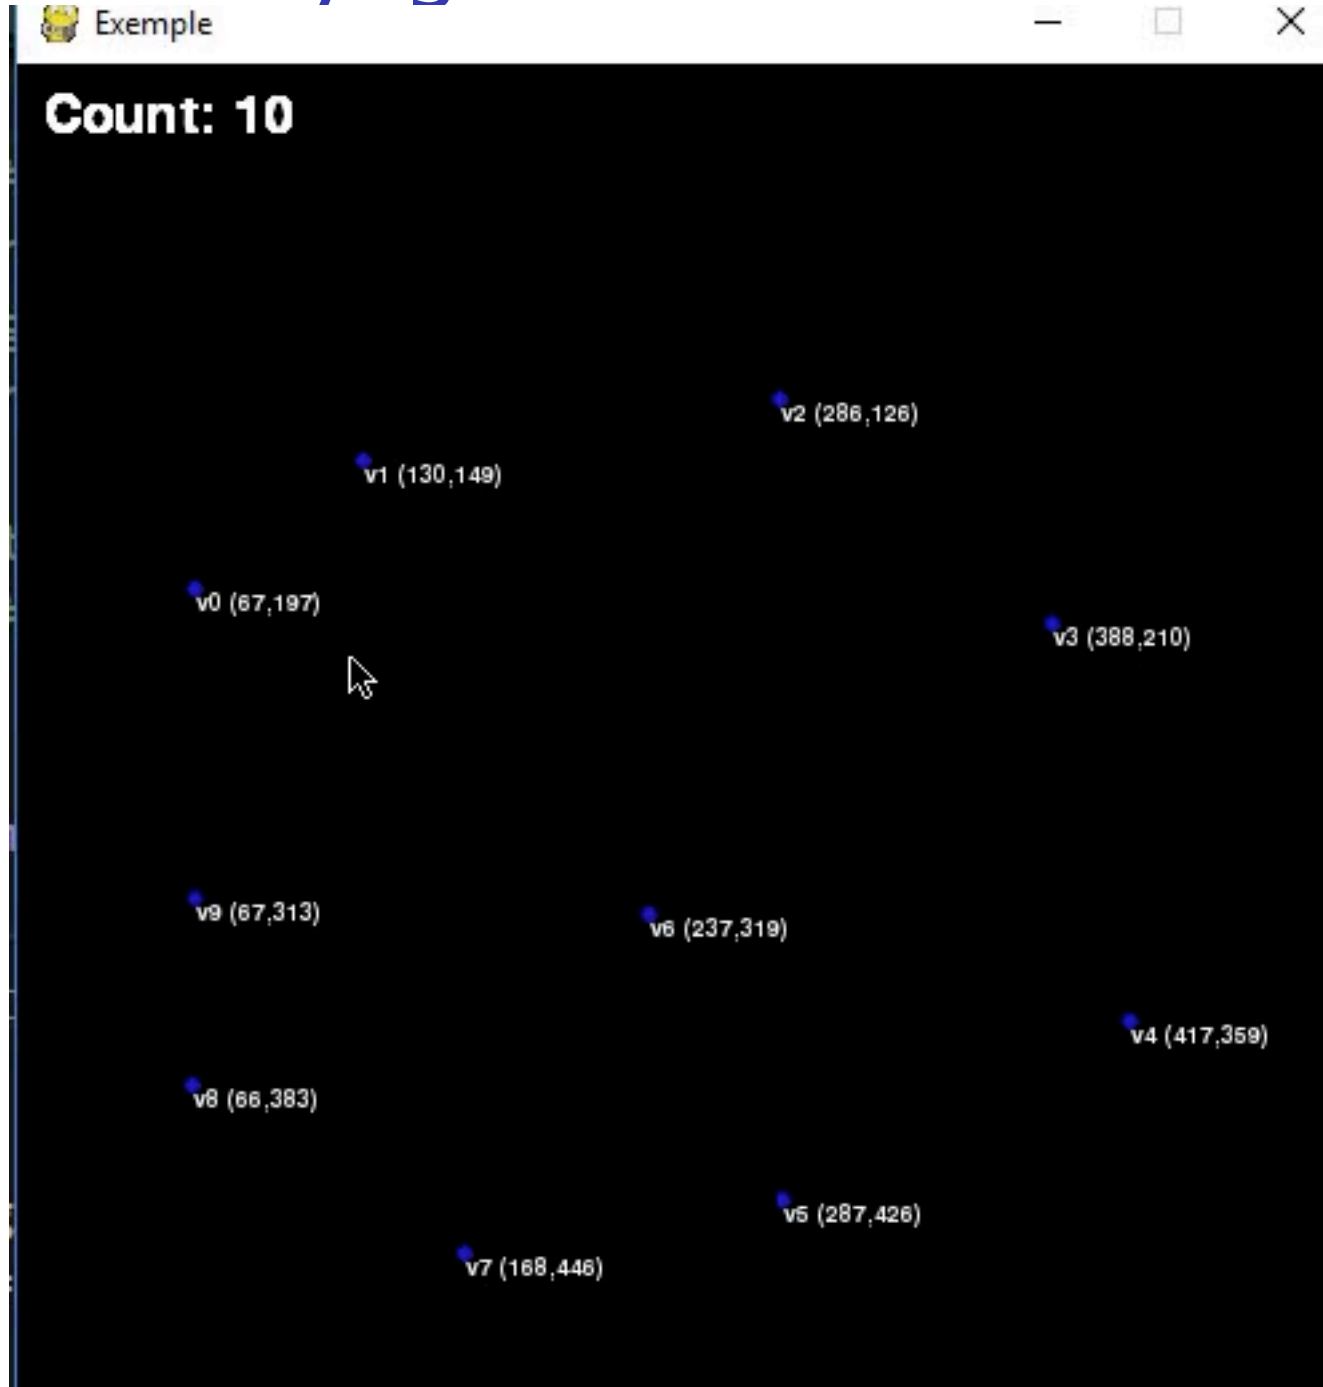 Exemple
Count: 10
v2 (286,126)
v1 (130,149)
v0 (67,197)
v3 (388,210)
v9 (67,313)
v6 (237,319)
v4 (417,359)
v8 (66,383)
v5 (287,426)
v7 (168,446)